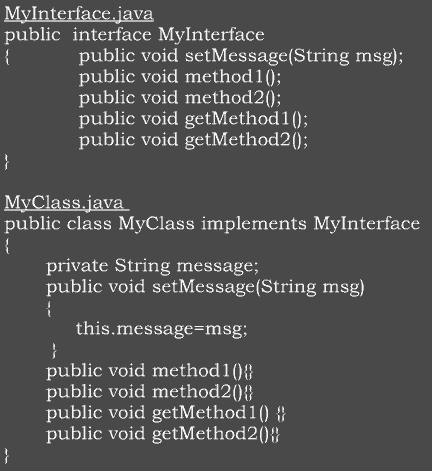 MyInterface.java
public  interface MyInterface
{         public void setMessage(String msg);
          public void method1();
          public void method2();
          public void getMethod1();
          public void getMethod2();
}

MyClass.java
public class MyClass implements MyInterface
{
      private String message;
      public void setMessage(String msg)
      {
          this.message=msg;
      }
      public void method1(){}
      public void method2(){}
      public void getMethod1() {}
      public void getMethod2(){}
}